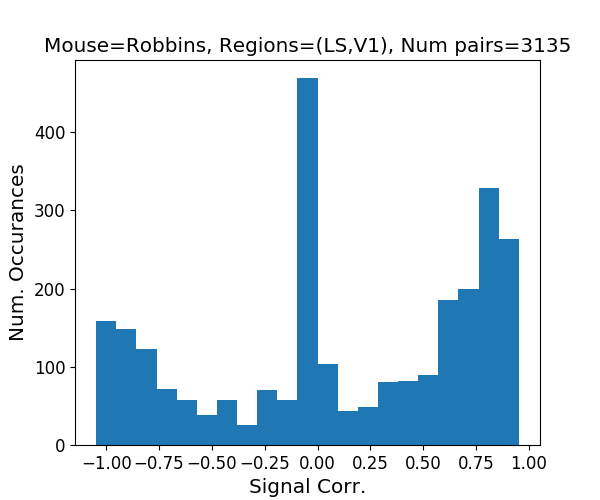 Mouse=Robbins, Regions=(LS,V1), Num pairs=3135
Num. Occurances
400
300
200
100
0
−1.00 −0.75 −0.50 −0.25 0.00 0.25 0.50 0.75 1.00
Signal Corr.